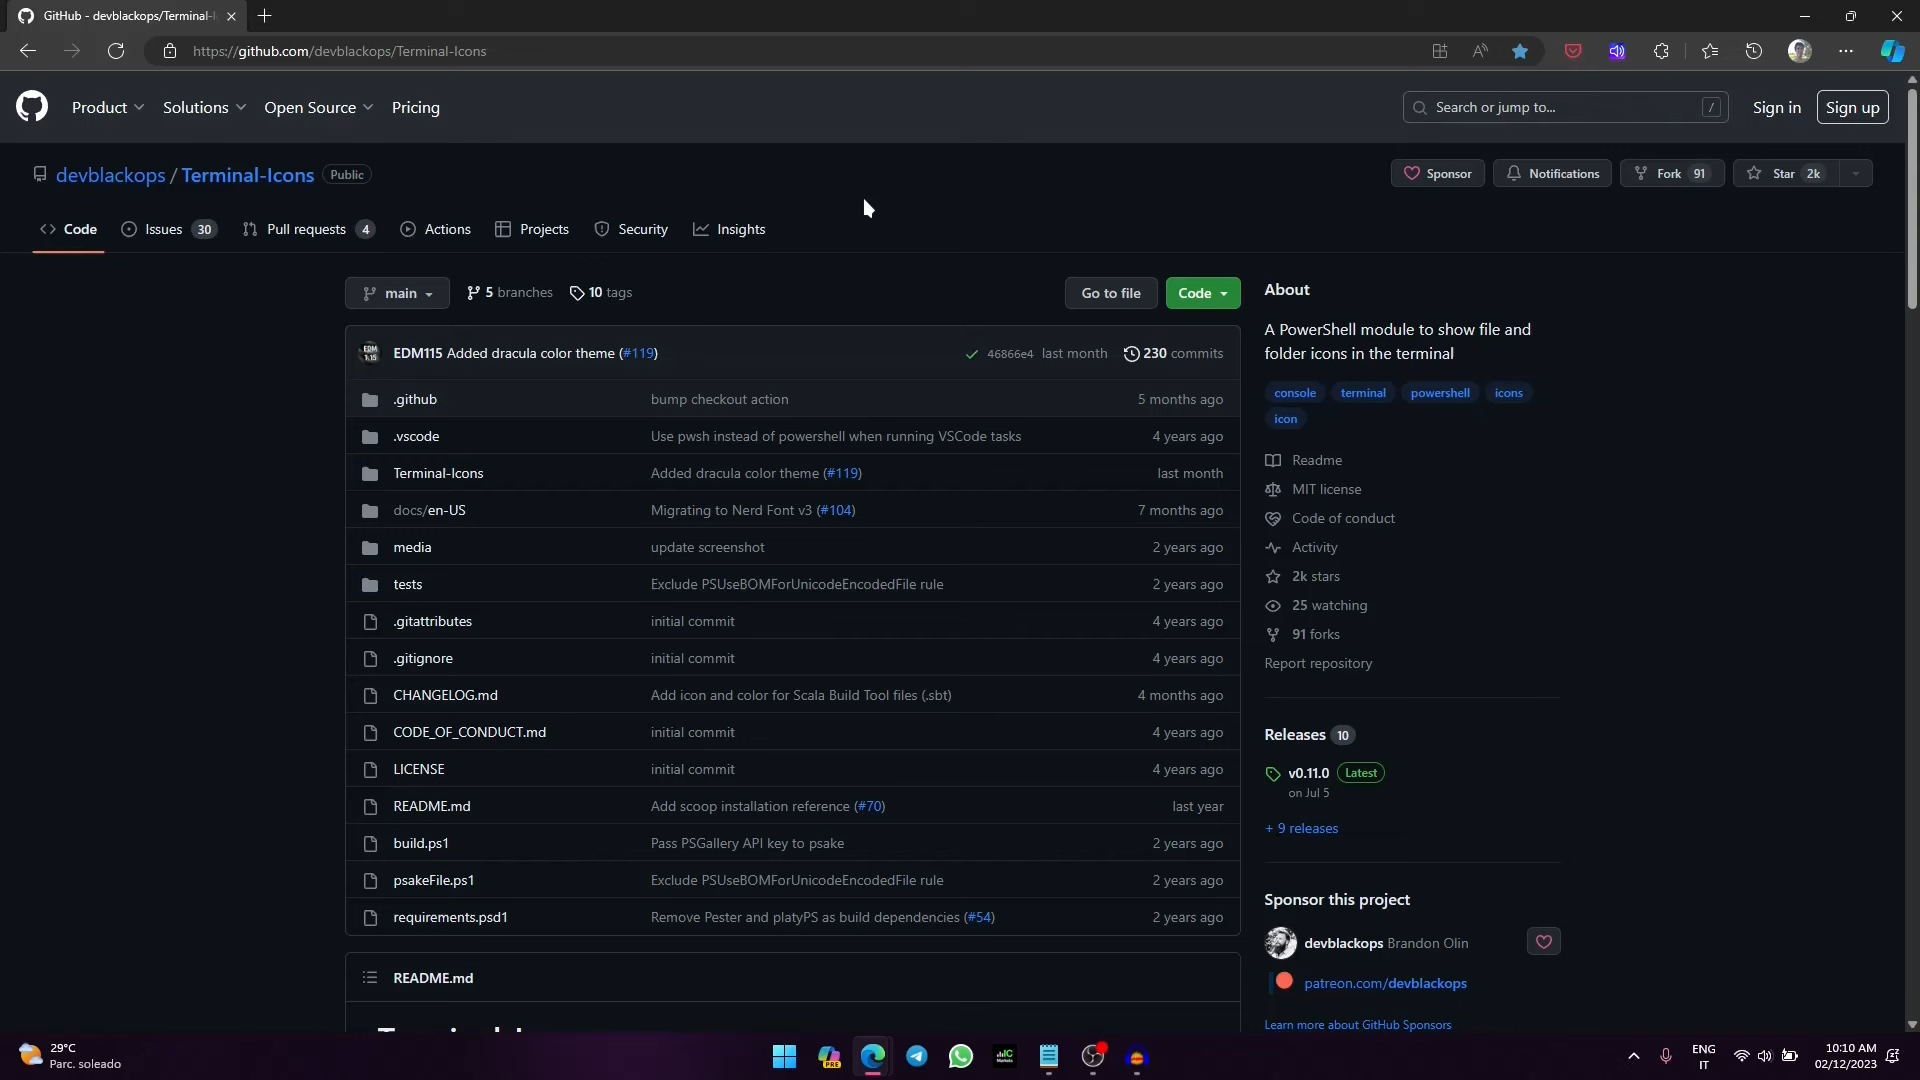 GitHub - devblackops/Terminal-I
https://github.com/devblackops/Terminal-Icons
Product
Solutions
Open Source
Pricing
Search or jump to...
/
Sign in
Sign up
devblackops / Terminal-Icons
Public
Sponsor
Notifications
Fork 91
Star 2k
Code
Issues 30
Pull requests 4
Actions
Projects
Security
Insights
main
5 branches
10 tags
Go to file
Code
EDM115 Added dracula color theme (#119)
46866e4 last month
230 commits
.github bump checkout action 5 months ago
.vscode Use pwsh instead of powershell when running VSCode tasks 4 years ago
Terminal-Icons Added dracula color theme (#119) last month
docs/en-US Migrating to Nerd Font v3 (#104) 7 months ago
media update screenshot 2 years ago
tests Exclude PSUseBOMForUnicodeEncodedFile rule 2 years ago
.gitattributes initial commit 4 years ago
.gitignore initial commit 4 years ago
CHANGELOG.md Add icon and color for Scala Build Tool files (.sbt) 4 months ago
CODE_OF_CONDUCT.md initial commit 4 years ago
LICENSE initial commit 4 years ago
README.md Add scoop installation reference (#70) last year
build.ps1 Pass PSGallery API key to psake 2 years ago
psakeFile.ps1 Exclude PSUseBOMForUnicodeEncodedFile rule 2 years ago
requirements.psd1 Remove Pester and platyPS as build dependencies (#54) 2 years ago
README.md
About
A PowerShell module to show file and
folder icons in the terminal
console terminal powershell icons
icon
Readme
MIT license
Code of conduct
Activity
2k stars
25 watching
91 forks
Report repository
Releases 10
v0.11.0 Latest
on Jul 5
+ 9 releases
Sponsor this project
devblackops Brandon Olin
patreon.com/devblackops
Learn more about GitHub Sponsors
29°C
Parc. soleado
PRE
ENG
IT
10:10 AM
02/12/2023